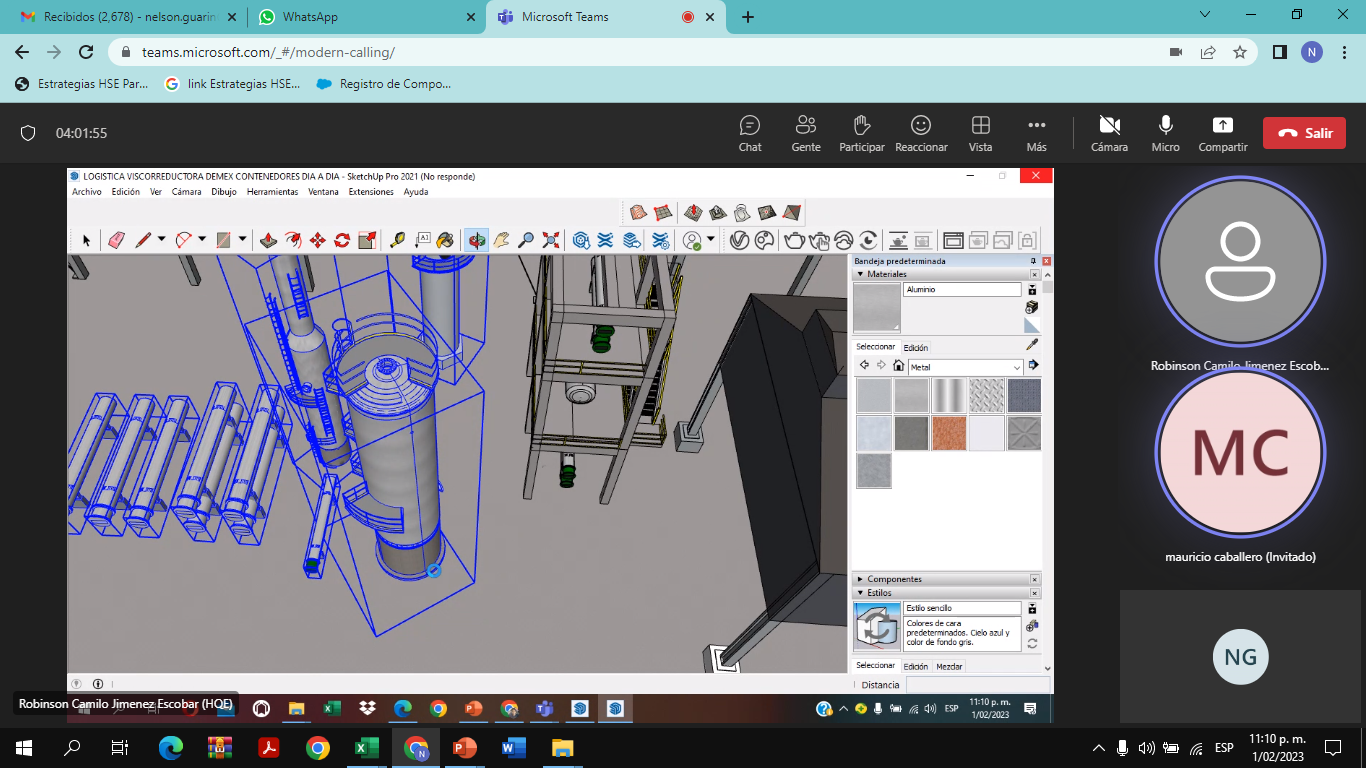 Recibidos (2,678) - nelson.guarin
WhatsApp
Microsoft Teams
teams.microsoft.com/_#/modern-calling/
N
Estrategias HSE Par...
link Estrategias HSE...
Registro de Compo...
04:01:55
Chat
Gente
Participar
Reaccionar
Vista
Más
Cámara
Micro
Compartir
Salir
LOGISTICA VISCORREDUCTORA DEMEX CONTENEDORES DIA A DIA - SketchUp Pro 2021 (No responde)
Archivo Edición Ver Cámara Dibujo Herramientas Ventana Extensiones Ayuda
Bandeja predeterminada
Materiales
Aluminio
Seleccionar Edición
Metal
Componentes
Estilos
Estilo sencillo
Colores de cara
predeterminados. Cielo azul y
color de fondo gris.
Seleccionar Edición Mezclar
Distancia
Robinson Camilo Jimenez Escob...
MC
mauricio caballero (Invitado)
NG
Robinson Camilo Jimenez Escobar (HQE)
ESP
11:10 p. m.
1/02/2023
ESP
11:10 p. m.
1/02/2023